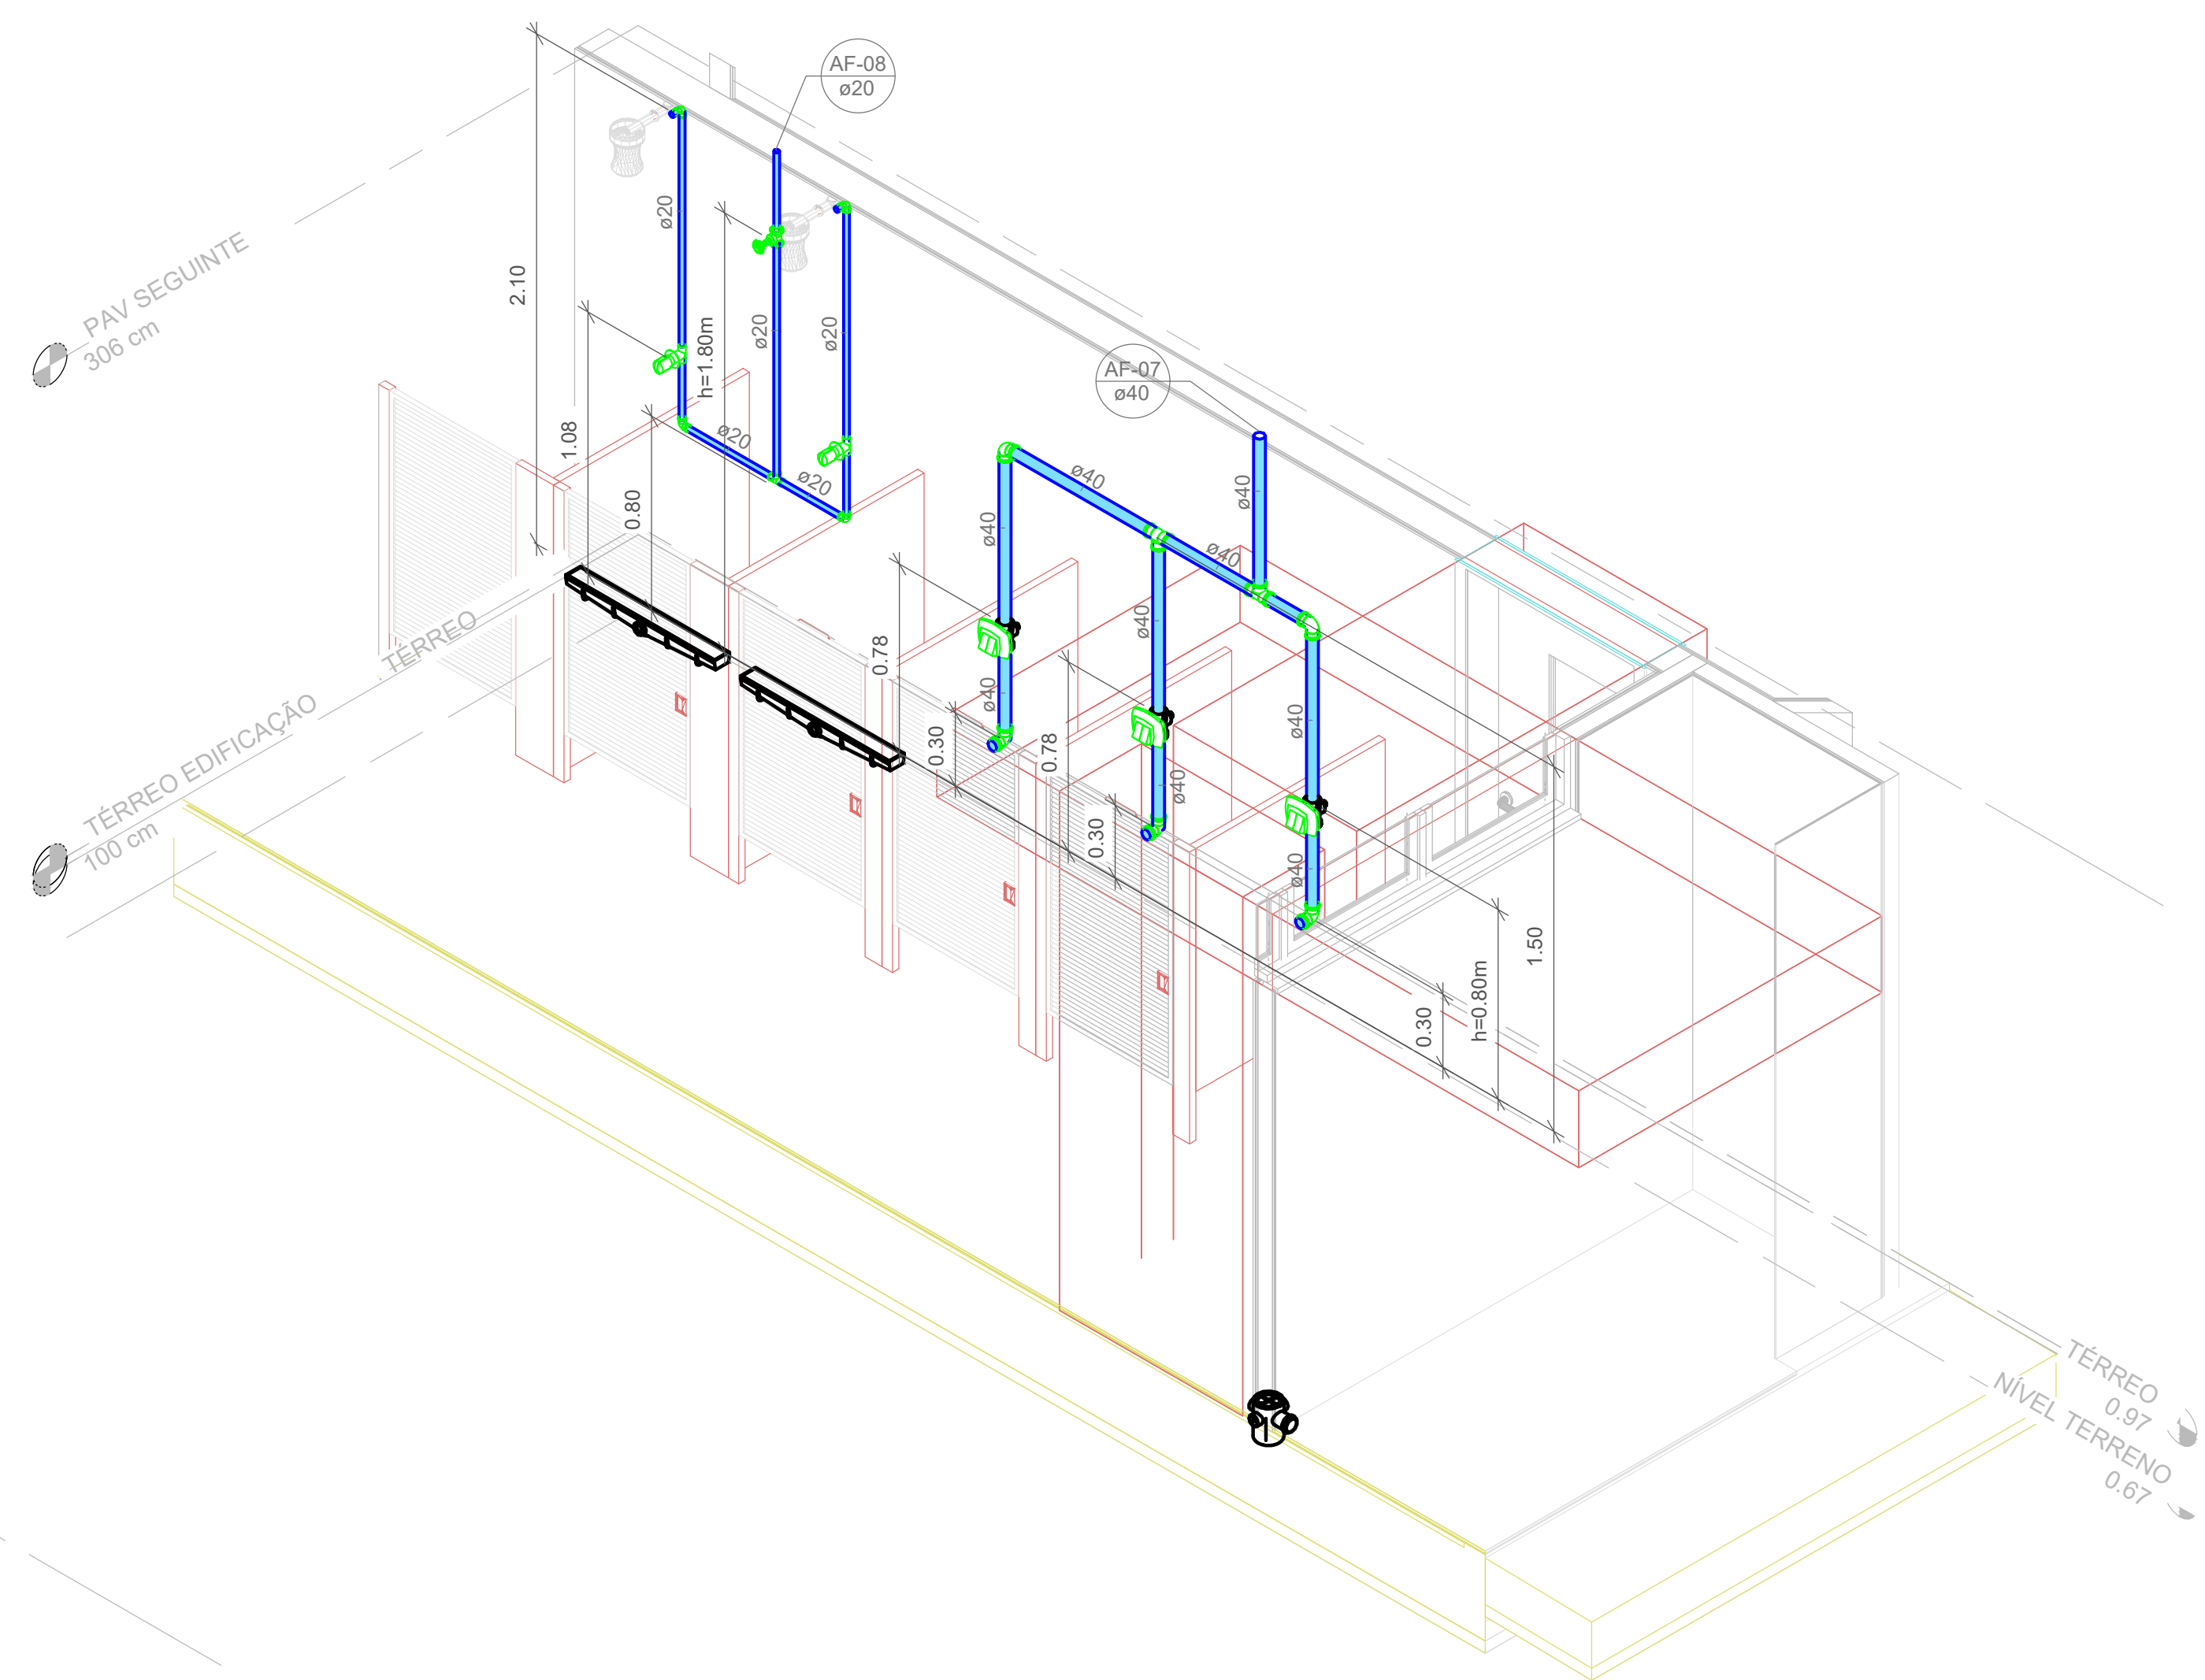 AF-08
ø20
PAV SEGUINTE
306 cm
2.10
ø20
ø20
ø20
h=1.80m
AF-07
ø40
1.08
0.80
ø20
ø20
ø40
ø40
ø40
ø40
ø40
ø40
ø40
ø40
ø40
TERREO
TÉRREO EDIFICAÇÃO
100 cm
0.78
0.30
0.78
0.30
0.30
h=0.80m
1.50
TÉRREO
0.97
NÍVEL TERRENO
0.67